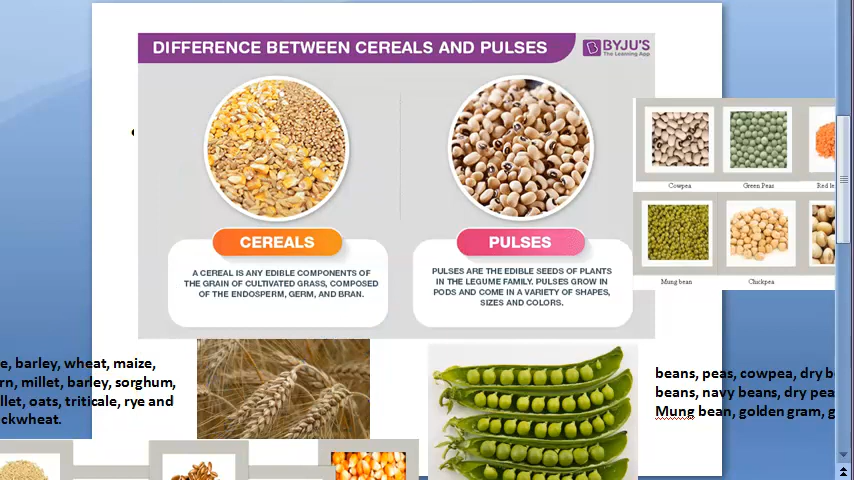 DIFFERENCE BETWEEN CEREALS AND PULSES
BYJU'S
The Learning App
CEREALS
A CEREAL IS ANY EDIBLE COMPONENTS OF
THE GRAIN OF CULTIVATED GRASS, COMPOSED
OF THE ENDOSPERM, GERM, AND BRAN.
PULSES
PULSES ARE THE EDIBLE SEEDS OF PLANTS
IN THE LEGUME FAMILY. PULSES GROW IN
PODS AND COME IN A VARIETY OF SHAPES,
SIZES AND COLORS.
Cowpea
Green Peas
Red le
Mung bean
Chickpea
e, barley, wheat, maize,
rn, millet, barley, sorghum,
llet, oats, triticale, rye and
ckwheat.
beans, peas, cowpea, dry b
beans, navy beans, dry pea
Mung bean, golden gram, g